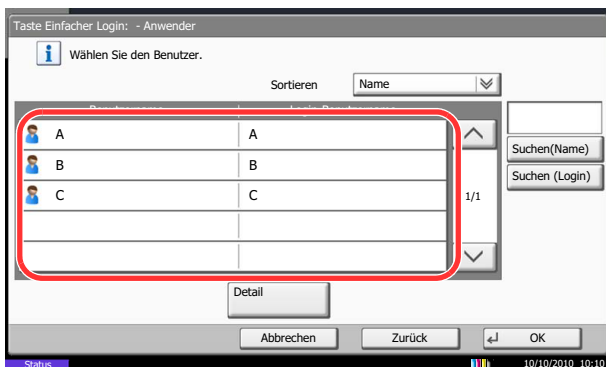 Taste Einfacher Login: - Anwender
Wählen Sie den Benutzer.
Sortieren Name
A A
B B
C C
1/1
Suchen(Name)
Suchen (Login)
Detail
Abbrechen Zurück OK
Status 10/10/2010 10:10